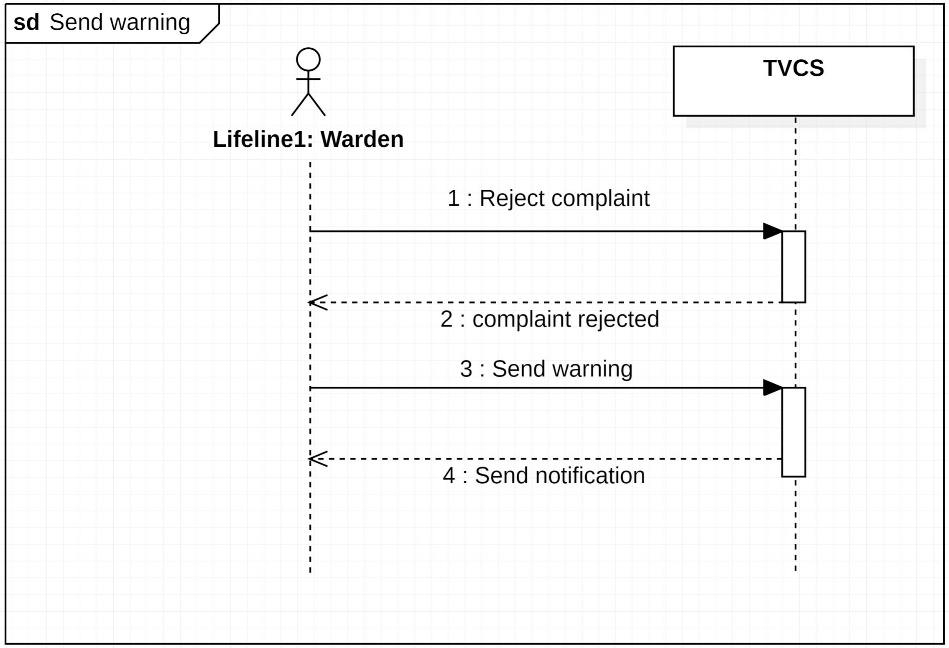 sd Send warning
TVCS
Lifeline1: Warden
1 : Reject complaint
2 : complaint rejected
3 : Send warning
4 : Send notification